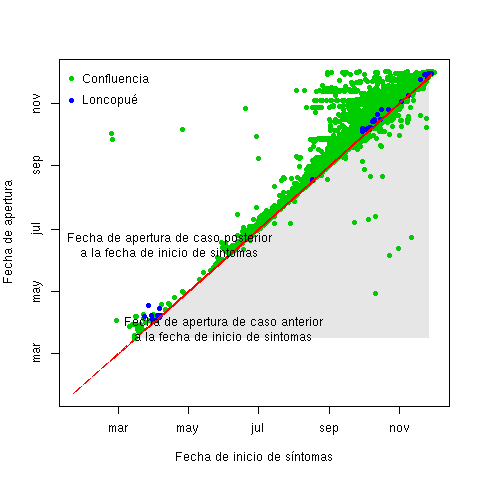 Confluencia
Loncopué
Fecha de apertura de caso posterior
a la fecha de inicio de síntomas
Fecha de apertura de caso anterior
a la fecha de inicio de síntomas
Fecha de apertura
mar
may
jul
sep
nov
mar
may
jul
sep
nov
Fecha de inicio de síntomas